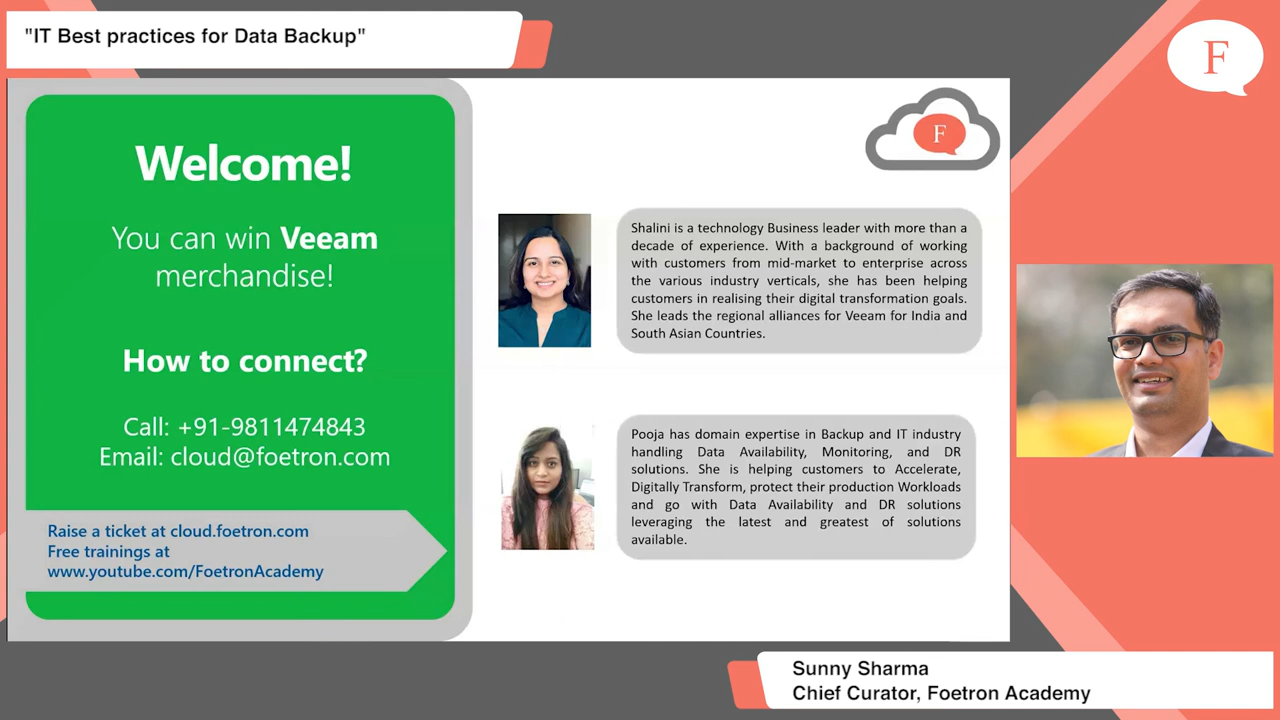 "IT Best practices for Data Backup"
F
Welcome!
You can win Veeam
merchandise!
How to connect?
Call: +91-9811474843
Email: cloud@foetron.com
Raise a ticket at cloud.foetron.com
Free trainings at
www.youtube.com/FoetronAcademy
F
Shalini is a technology Business leader with more than a
decade of experience. With a background of working
with customers from mid-market to enterprise across
the various industry verticals, she has been helping
customers in realising their digital transformation goals.
She leads the regional alliances for Veeam for India and
South Asian Countries.
Pooja has domain expertise in Backup and IT industry
handling Data Availability, Monitoring, and DR
solutions. She is helping customers to Accelerate,
Digitally Transform, protect their production Workloads
and go with Data Availability and DR solutions
leveraging the latest and greatest of solutions
available.
Sunny Sharma
Chief Curator, Foetron Academy